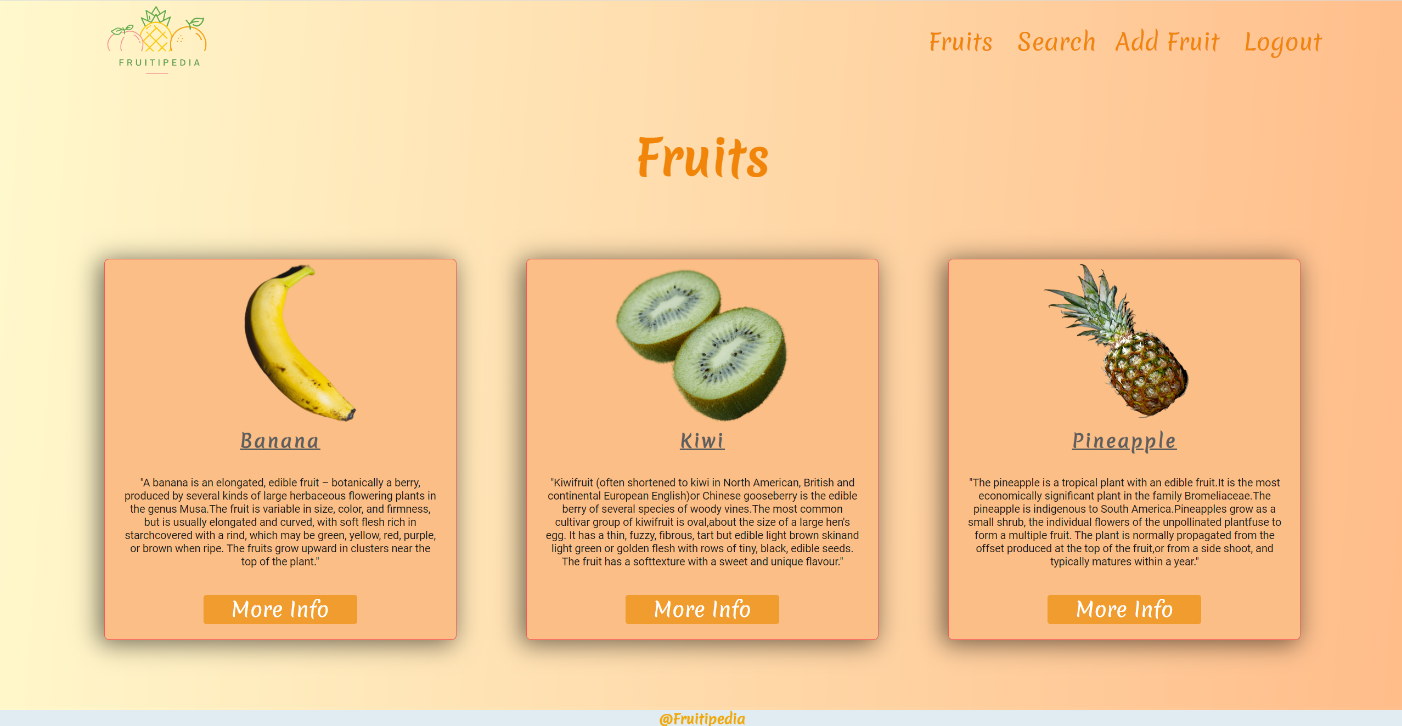 FRUITIPEDIA
Fruits Search Add Fruit Logout
Fruits
Banana
"A banana is an elongated, edible fruit – botanically a berry,
produced by several kinds of large herbaceous flowering plants in
the genus Musa.The fruit is variable in size, color, and firmness,
but is usually elongated and curved, with soft flesh rich in
starchcovered with a rind, which may be green, yellow, red, purple,
or brown when ripe. The fruits grow upward in clusters near the
top of the plant."
More Info
Kiwi
"Kiwifruit (often shortened to kiwi in North American, British and
continental European English)or Chinese gooseberry is the edible
berry of several species of woody vines.The most common
cultivar group of kiwifruit is oval,about the size of a large hen's
egg. It has a thin, fuzzy, fibrous, tart but edible light brown skinand
light green or golden flesh with rows of tiny, black, edible seeds.
The fruit has a softtexture with a sweet and unique flavour."
More Info
Pineapple
"The pineapple is a tropical plant with an edible fruit.It is the most
economically significant plant in the family Bromeliaceae.The
pineapple is indigenous to South America.Pineapples grow as a
small shrub, the individual flowers of the unpollinated plantfuse to
form a multiple fruit. The plant is normally propagated from the
offset produced at the top of the fruit,or from a side shoot, and
typically matures within a year."
More Info
@Fruitipedia